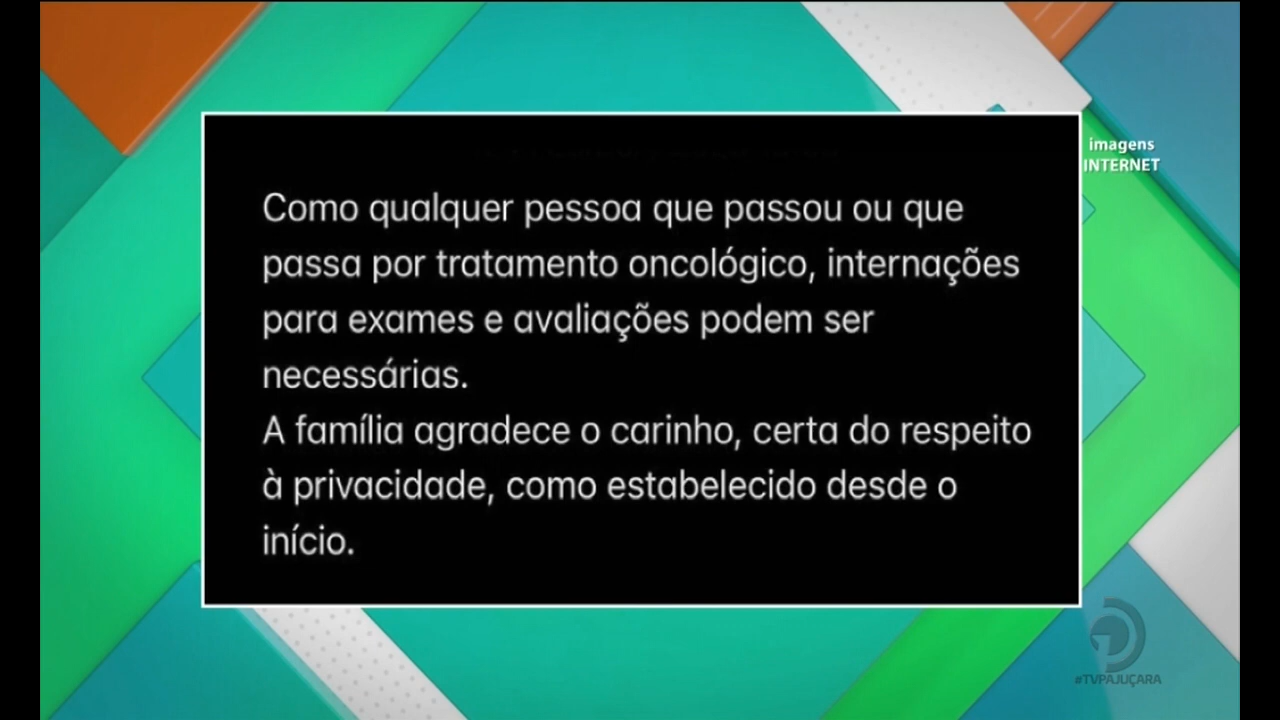 imagens
INTERNET
Como qualquer pessoa que passou ou que
passa por tratamento oncológico, internações
para exames e avaliações podem ser
necessárias.
A família agradece o carinho, certa do respeito
à privacidade, como estabelecido desde o
início.
#TVPAJUÇARA